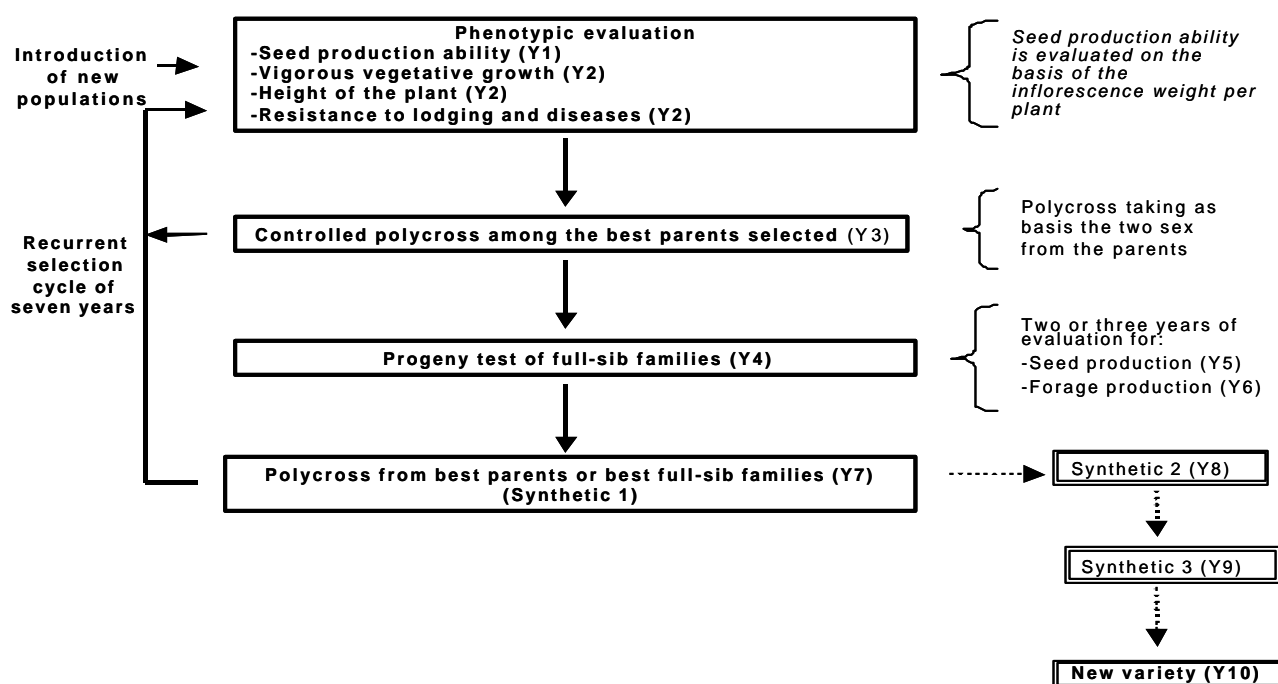 Introduction
of new
populations
Phenotypic evaluation
-Seed production ability (Y1)
-Vigorous vegetative growth (Y2)
-Height of the plant (Y2)
-Resistance to lodging and diseases (Y2)
Seed production ability
is evaluated on the
basis of the
inflorescence weight per
plant
Recurrent
selection
cycle of
seven years
Controlled polycross among the best parents selected (Y3)
Polycross taking as
basis the two sex
from the parents
Progeny test of full-sib families (Y4)
Two or three years of
evaluation for:
-Seed production (Y5)
-Forage production (Y6)
Polycross from best parents or best full-sib families (Y7)
(Synthetic 1)
Synthetic 2 (Y8)
Synthetic 3 (Y9)
New variety (Y10)